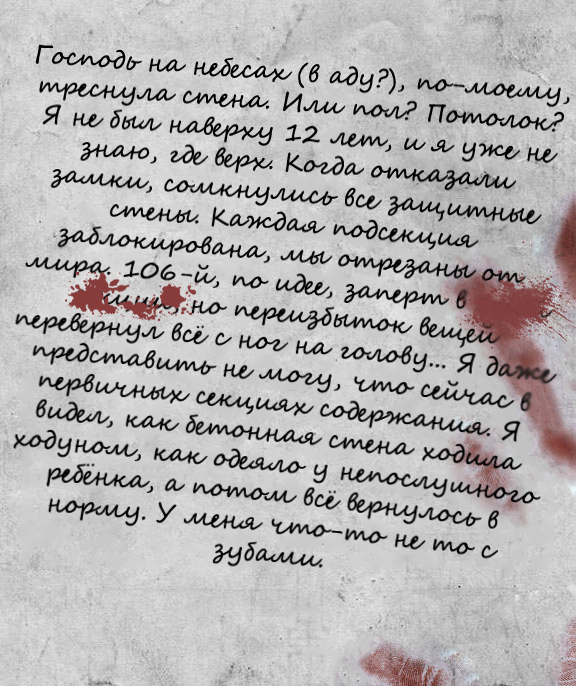 Господь на небесах (в аду?), по-моему,
треснула стена. Или пол? Потолок?
Я не был наверху 12 лет, и я уже не
знаю, где верх. Когда отказали
замки, сомкнулись все защитные
стены. Каждая подсекция
заблокирована, мы отрезаны от
мира. 106-й, по идее, заперт в
но переизбыток вещей
перевернул всё с ног на голову... Я даже
представить не могу, что сейчас в
первичных секциях содержания. Я
видел, как бетонная стена ходила
ходуном, как одеяло у непослушного
ребёнка, а потом всё вернулось в
норму. У меня что-то не то с
зубами.